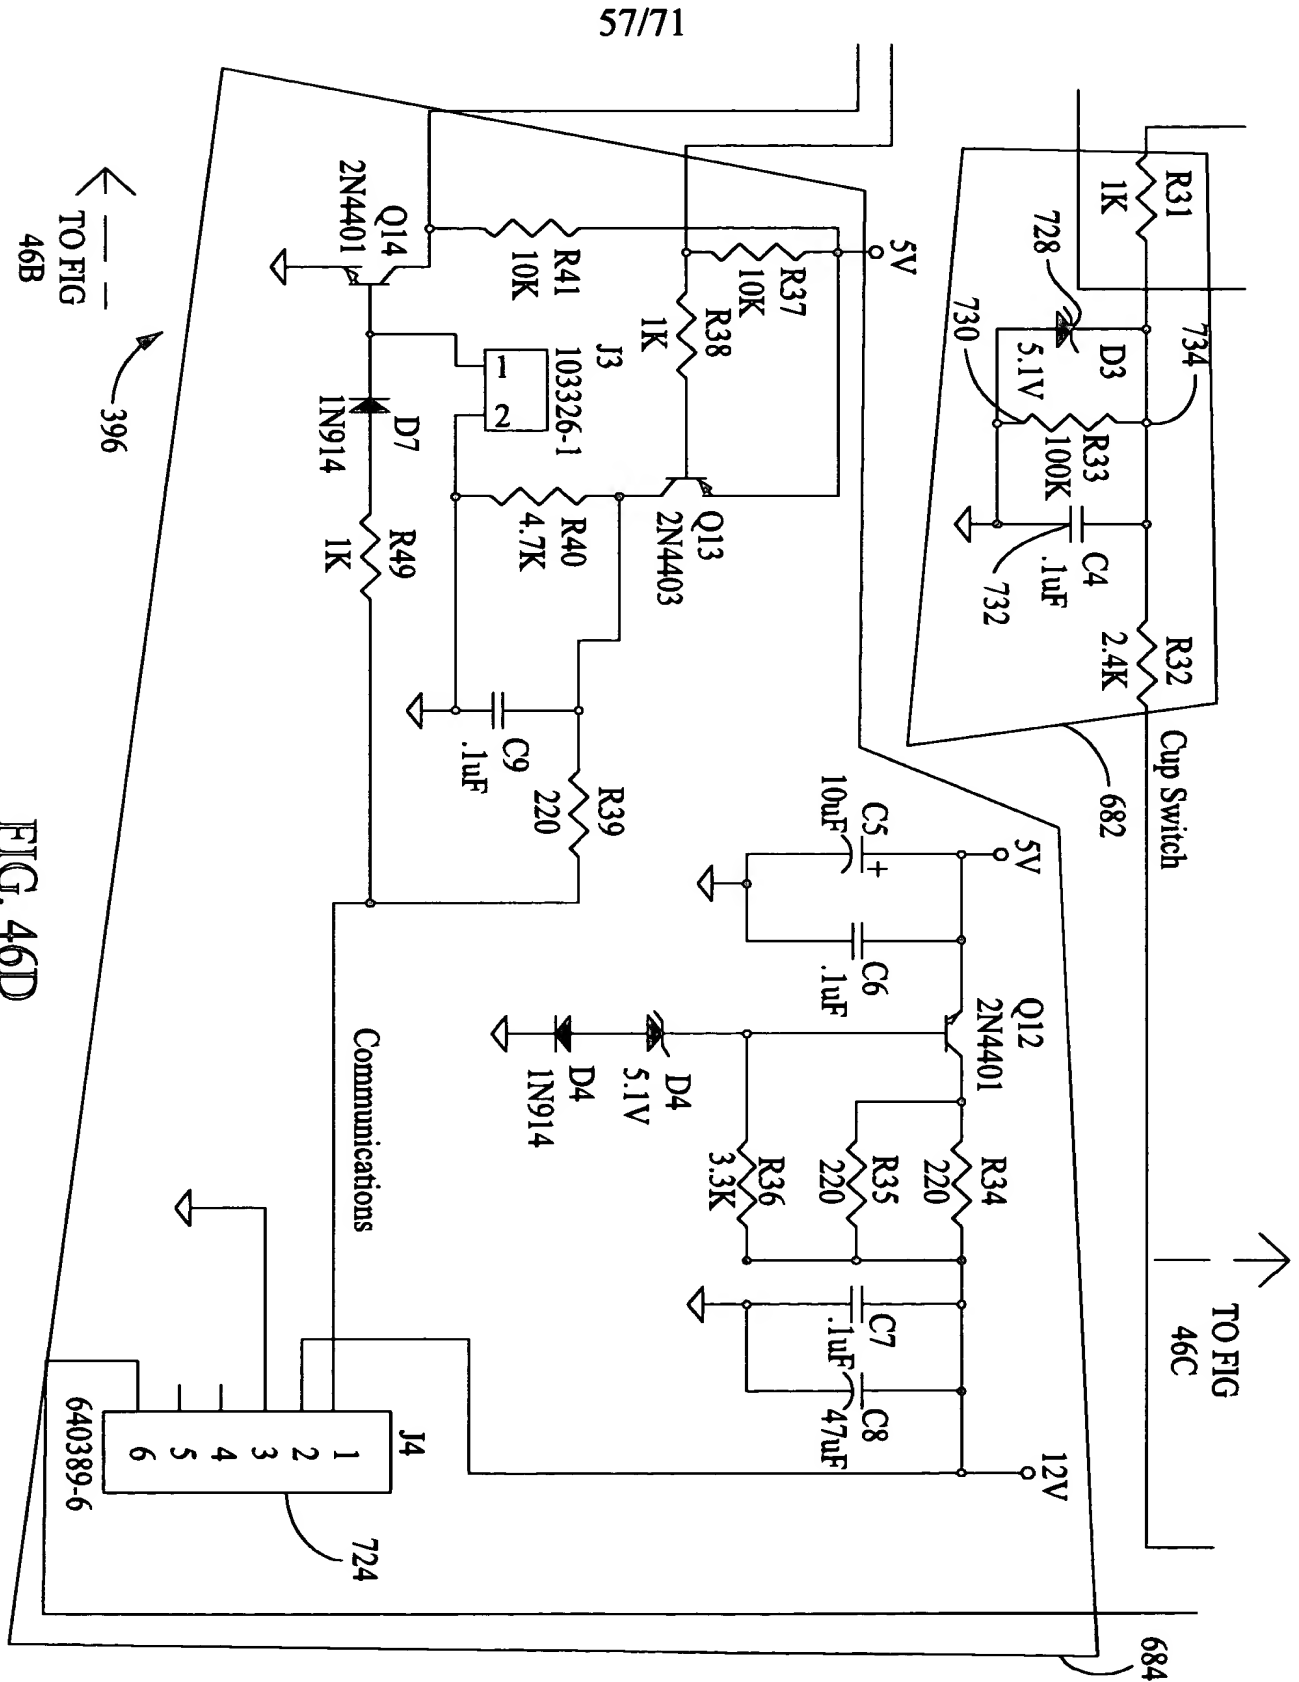 57/71
R31
1K
728
D3
5.1V
730
734
R33
100K
C4
.1uF
732
R32
2.4K
682
Cup Switch
TO FIG
46C
5V
R37
10K
R38
1K
R41
10K
Q14
2N4401
J3
103326-1
1
2
D7
1N914
Q13
2N4403
R40
4.7K
R49
1K
C9
.1uF
R39
220
TO FIG
46B
396
5V
C5
10uF
+
C6
.1uF
Q12
2N4401
D4
5.1V
D4
1N914
R34
220
R35
220
R36
3.3K
C7
.1uF
C8
47uF
12V
Communications
J4
1
2
3
4
5
6
640389-6
724
684
FIG. 46D